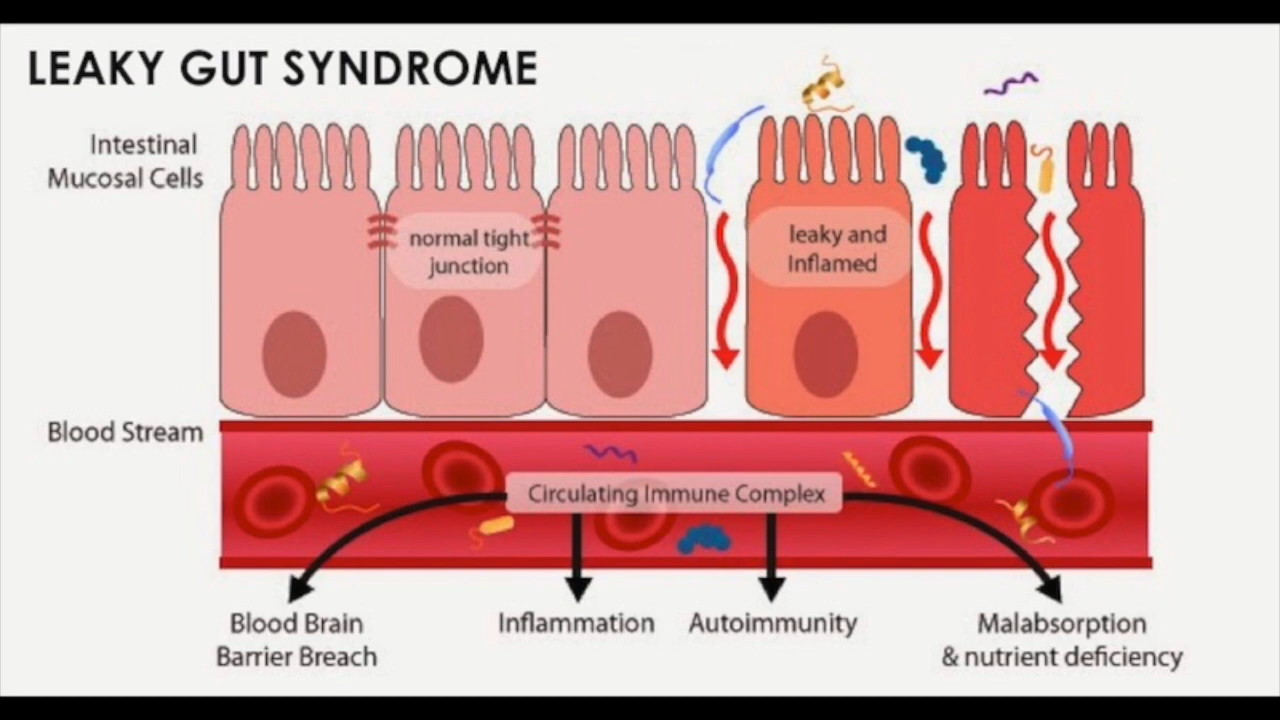 LEAKY GUT SYNDROME
Intestinal
Mucosal Cells
normal tight
junction
leaky and
Inflamed
Blood Stream
Circulating Immune Complex
Blood Brain
Barrier Breach
Inflammation
Autoimmunity
Malabsorption
& nutrient deficiency